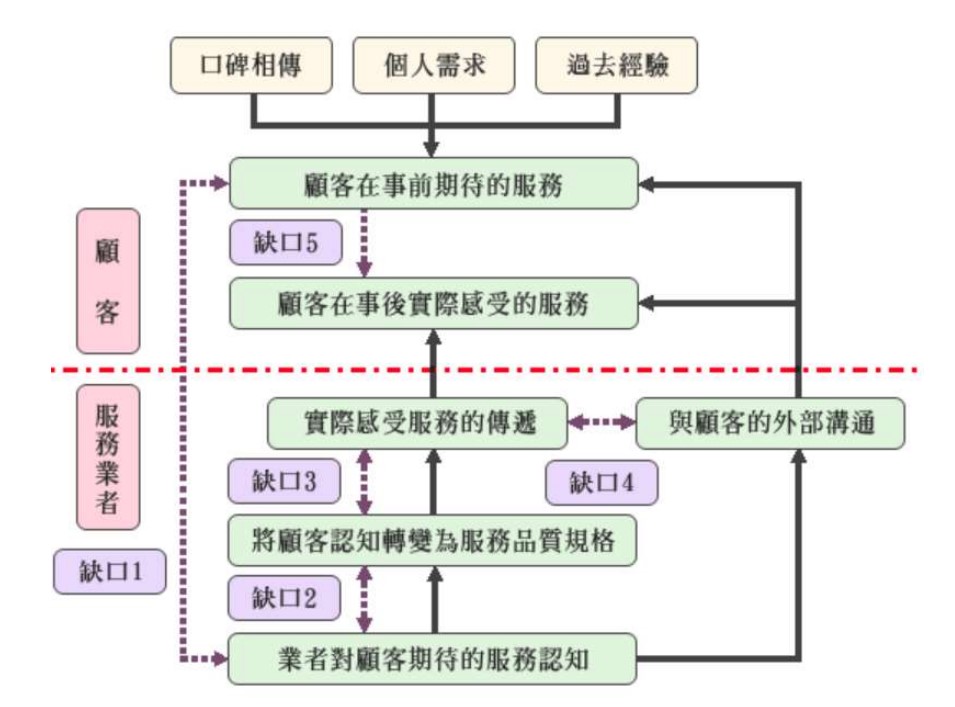 口碑相傳
個人需求
過去經驗
顧客在事前期待的服務
缺口5
顧客
顧客在事後實際感受的服務
服務業者
實際感受服務的傳遞
與顧客的外部溝通
缺口3
缺口4
將顧客認知轉變為服務品質規格
缺口1
缺口2
業者對顧客期待的服務認知